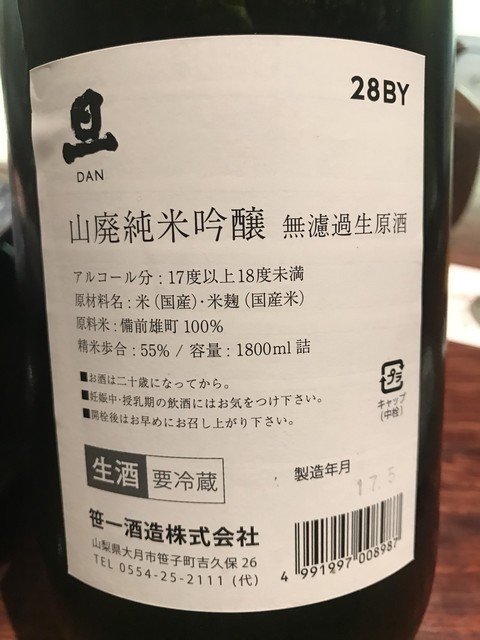 28BY
旦
DAN
山廃純米吟醸 無濾過生原酒
アルコール分 : 17度以上18度未満
原材料名 : 米 (国産)・米麹 (国産米)
原料米 : 備前雄町 100%
精米歩合 : 55% / 容量 : 1800ml 詰
■お酒は二十歳になってから。
■妊娠中・授乳期の飲酒にはお気をつけ下さい。
■開栓後はお早めにお召し上がり下さい。
プラ
キャップ
(中栓)
生酒 要冷蔵
製造年月
17.5
笹一酒造株式会社
山梨県大月市笹子町吉久保 26
TEL 0554-25-2111 (代)
4 991997 008987